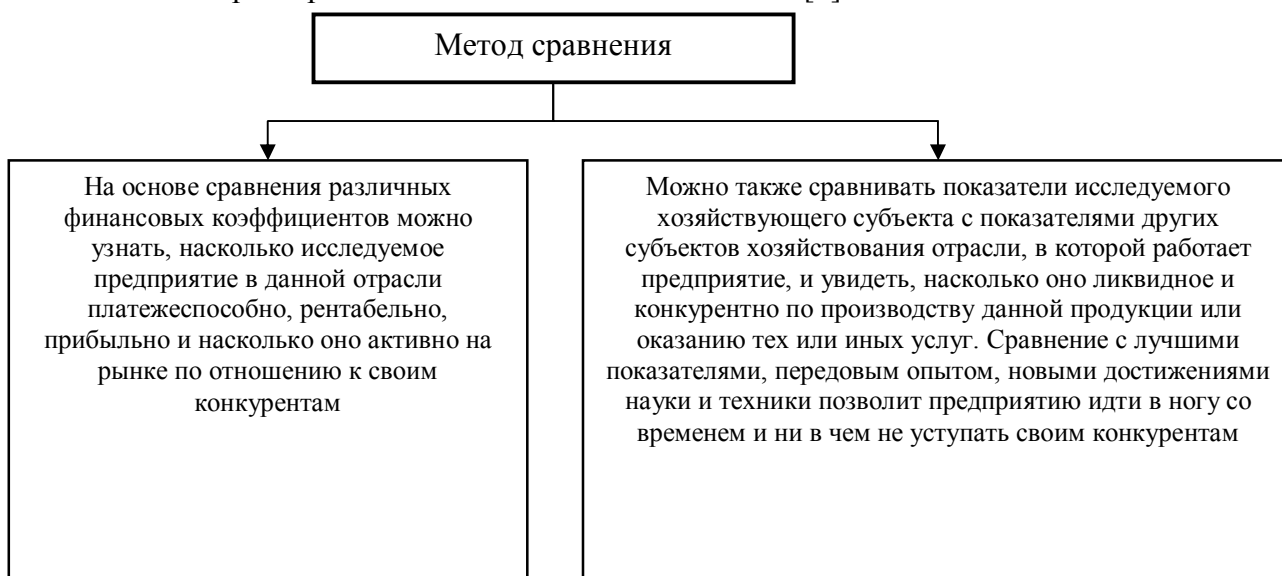 Метод сравнения
На основе сравнения различных
финансовых коэффициентов можно
узнать, насколько исследуемое
предприятие в данной отрасли
платежеспособно, рентабельно,
прибыльно и насколько оно активно на
рынке по отношению к своим
конкурентам
Можно также сравнивать показатели исследуемого
хозяйствующего субъекта с показателями других
субъектов хозяйствования отрасли, в которой работает
предприятие, и увидеть, насколько оно ликвидное и
конкурентно по производству данной продукции или
оказанию тех или иных услуг. Сравнение с лучшими
показателями, передовым опытом, новыми достижениями
науки и техники позволит предприятию идти в ногу со
временем и ни в чем не уступать своим конкурентам